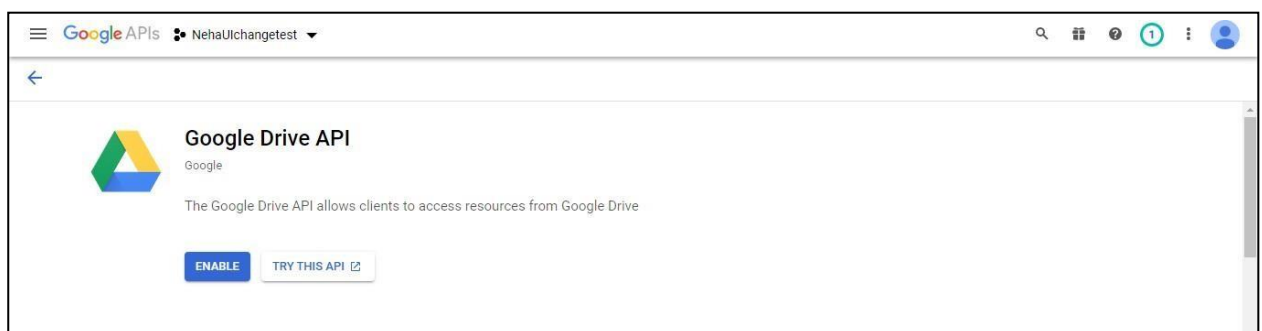 Google APIs NehaUIchangetest 1
Google Drive API
Google
The Google Drive API allows clients to access resources from Google Drive
ENABLE TRY THIS API